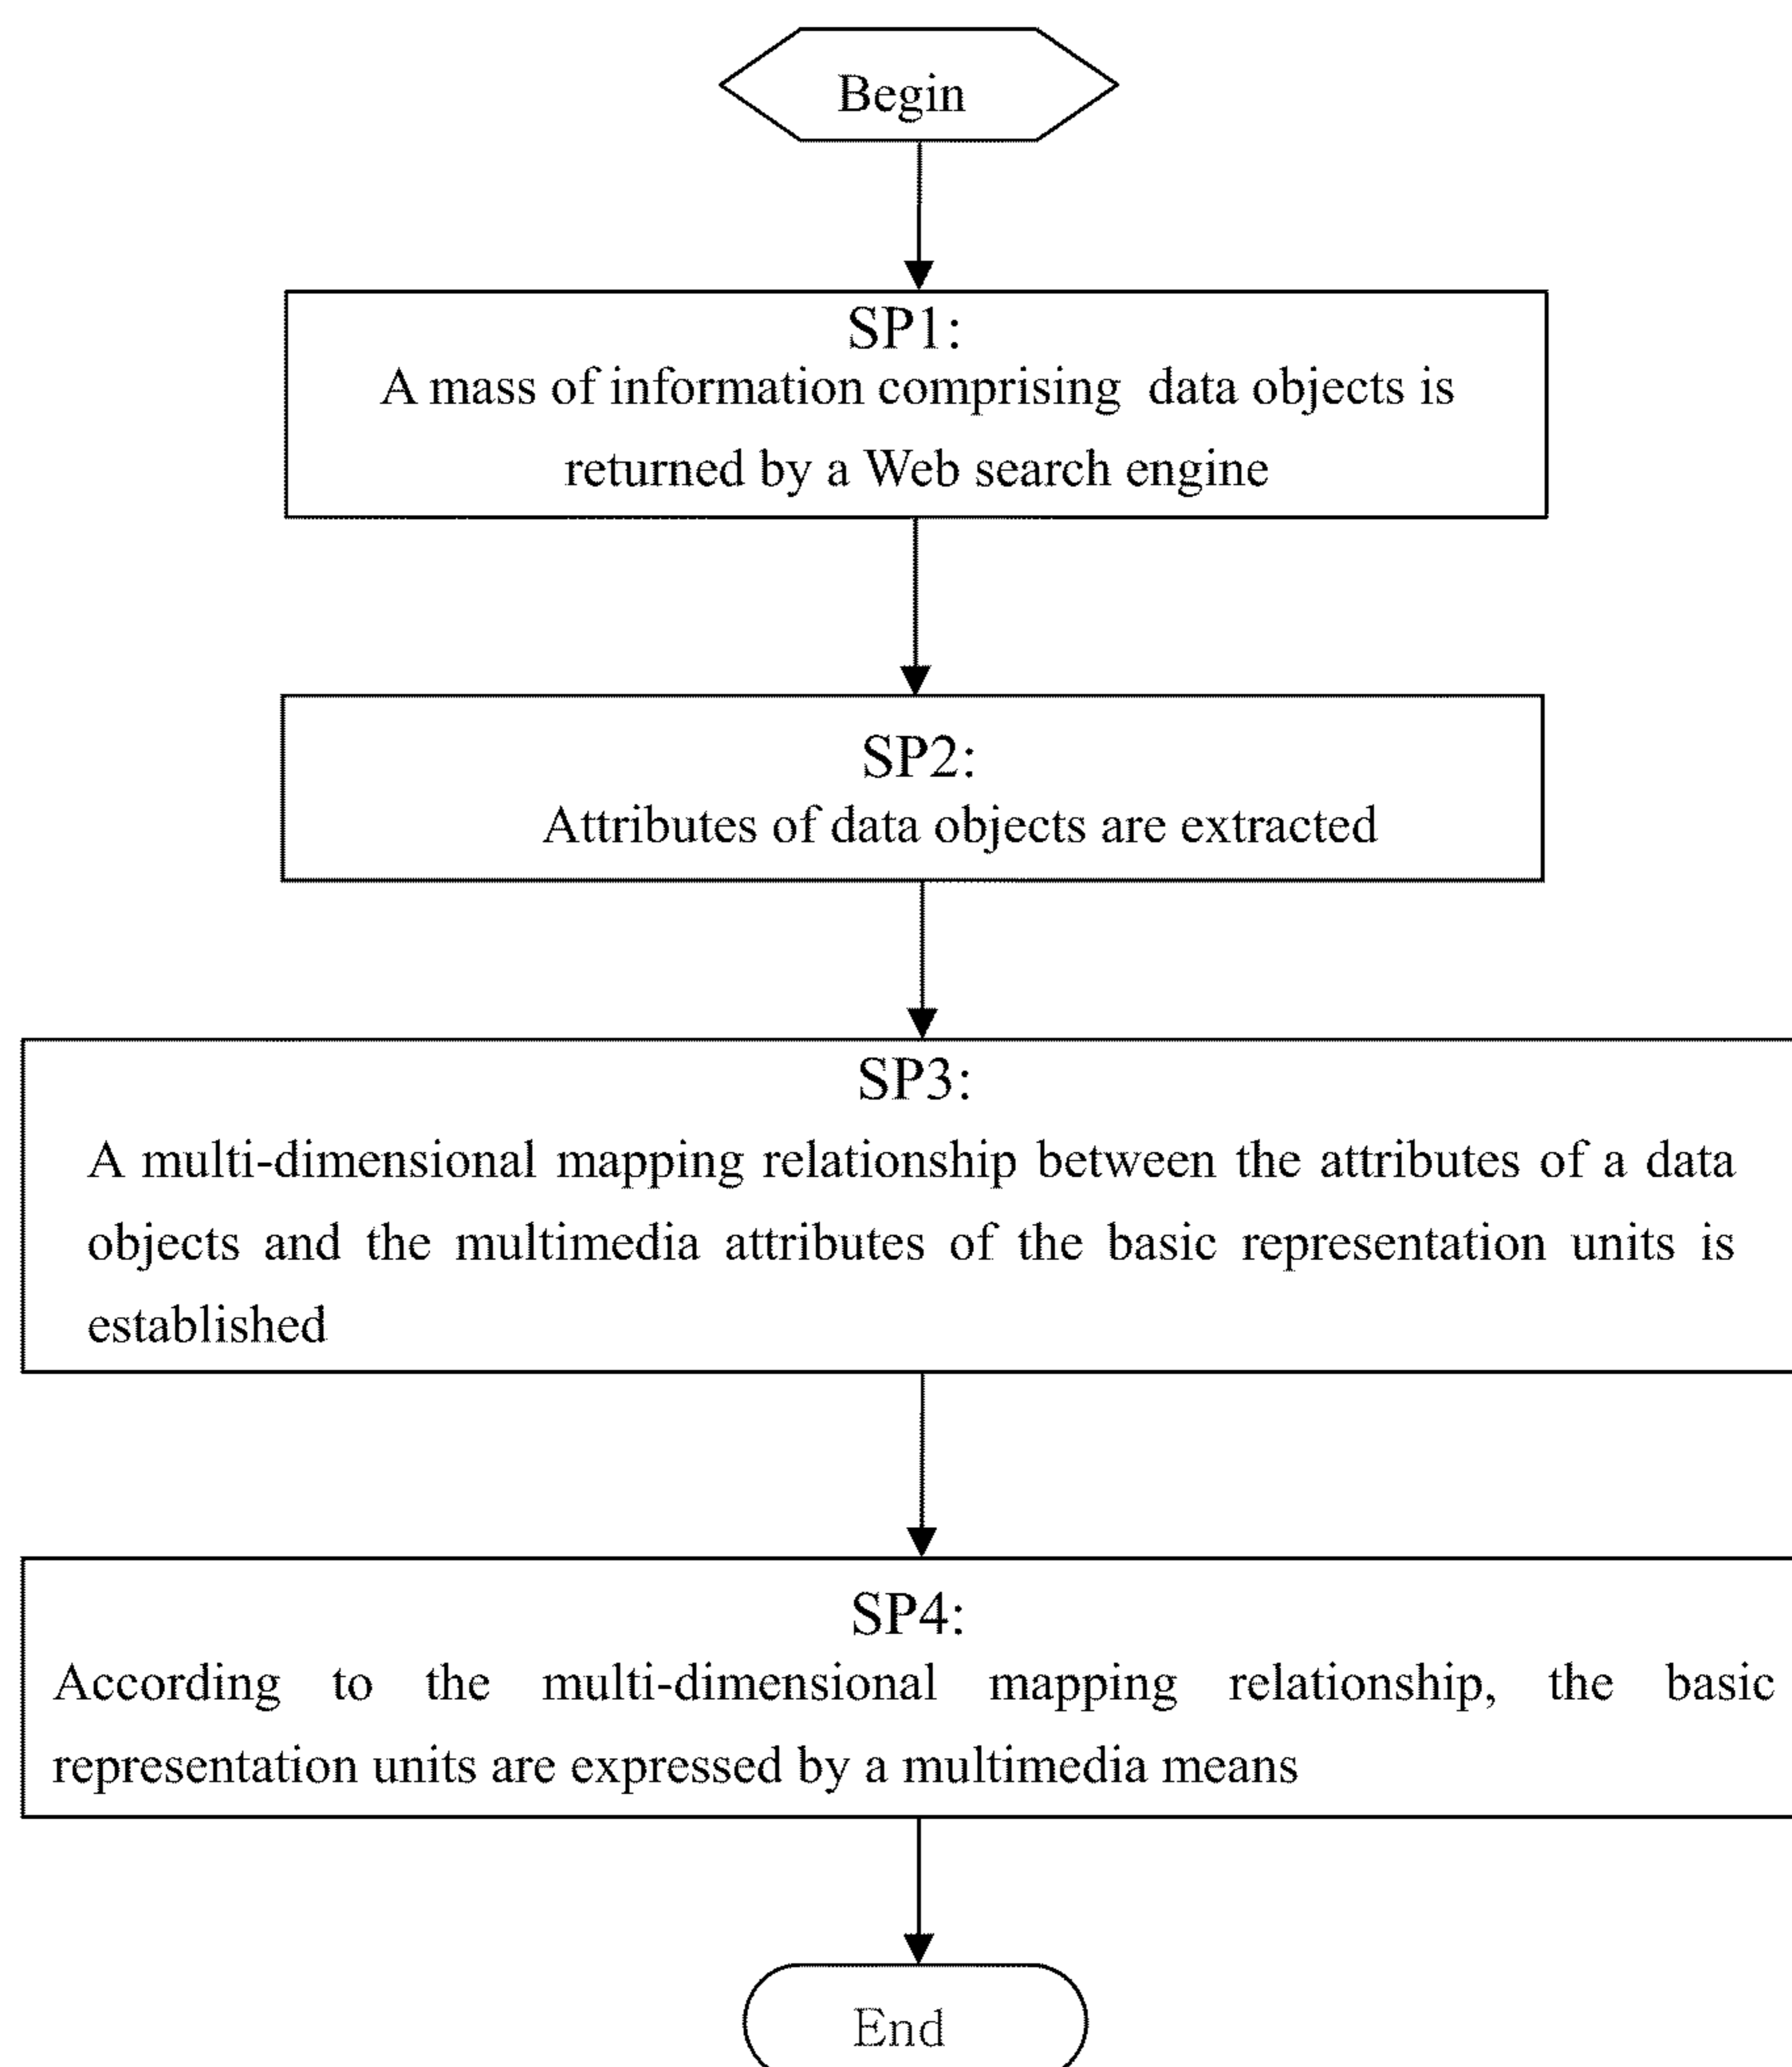 Begin
SP1:
A mass of information comprising data objects is
returned by a Web search engine
SP2:
Attributes of data objects are extracted
SP3:
A multi-dimensional mapping relationship between the attributes of a data
objects and the multimedia attributes of the basic representation units is
established
SP4:
According to the multi-dimensional mapping relationship, the basic
representation units are expressed by a multimedia means
End